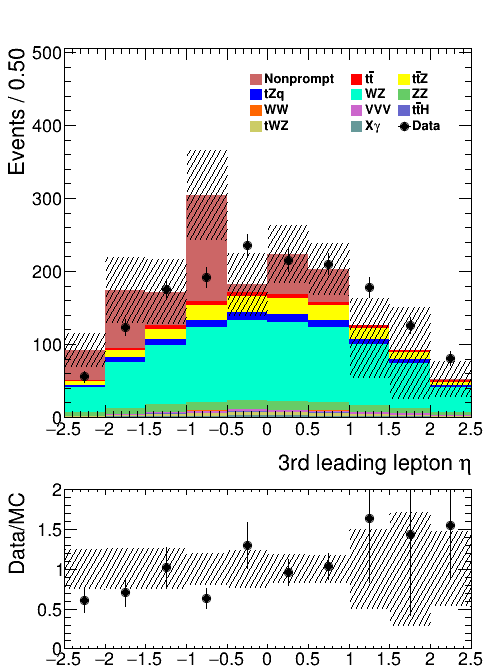 Events / 0.50
500
400
300
200
100
0
Nonprompt tt̄ tt̄Z
tZq WZ ZZ
WW VVV tt̄H
tWZ Xγ Data
−2.5 −2 −1.5 −1 −0.5 0 0.5 1 1.5 2 2.5
3rd leading lepton η
Data/MC
2
1.5
1
0.5
0
−2.5 −2 −1.5 −1 −0.5 0 0.5 1 1.5 2 2.5